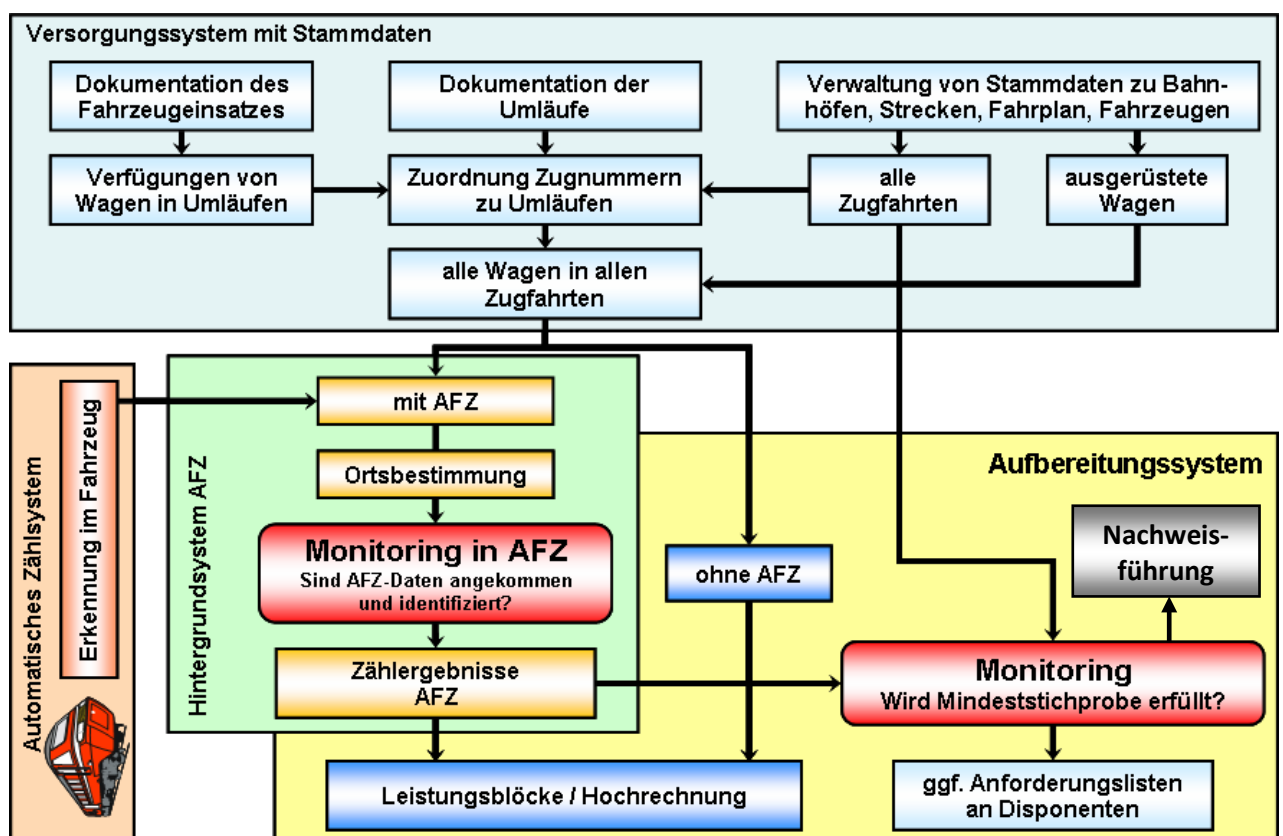 Versorgungssystem mit Stammdaten
Dokumentation des
Fahrzeugeinsatzes
Dokumentation der
Umläufe
Verwaltung von Stammdaten zu Bahn-
höfen, Strecken, Fahrplan, Fahrzeugen
Verfügungen von
Wagen in Umläufen
Zuordnung Zugnummern
zu Umläufen
alle
Zugfahrten
ausgerüstete
Wagen
alle Wagen in allen
Zugfahrten
Automatisches Zählsystem
Erkennung im Fahrzeug
Hintergrundsystem AFZ
mit AFZ
Ortsbestimmung
Monitoring in AFZ
Sind AFZ-Daten angekommen
und identifiziert?
Zählergebnisse
AFZ
Aufbereitungssystem
ohne AFZ
Nachweis-
führung
Monitoring
Wird Mindeststichprobe erfüllt?
Leistungsblöcke / Hochrechnung
ggf. Anforderungslisten
an Disponenten